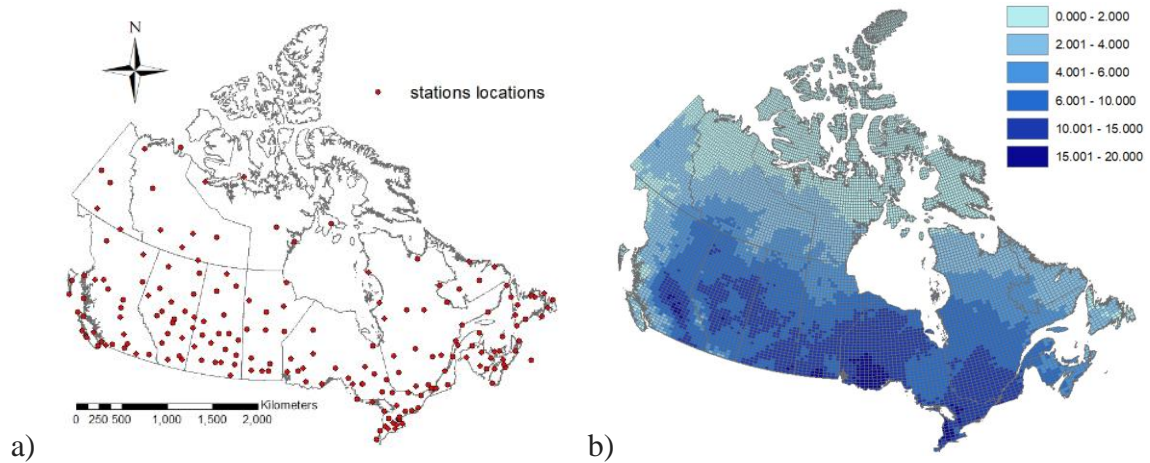 N
stations locations
Kilometers
0 250 500 1,000 1,500 2,000
a)
0.000 - 2.000
2.001 - 4.000
4.001 - 6.000
6.001 - 10.000
10.001 - 15.000
15.001 - 20.000
b)